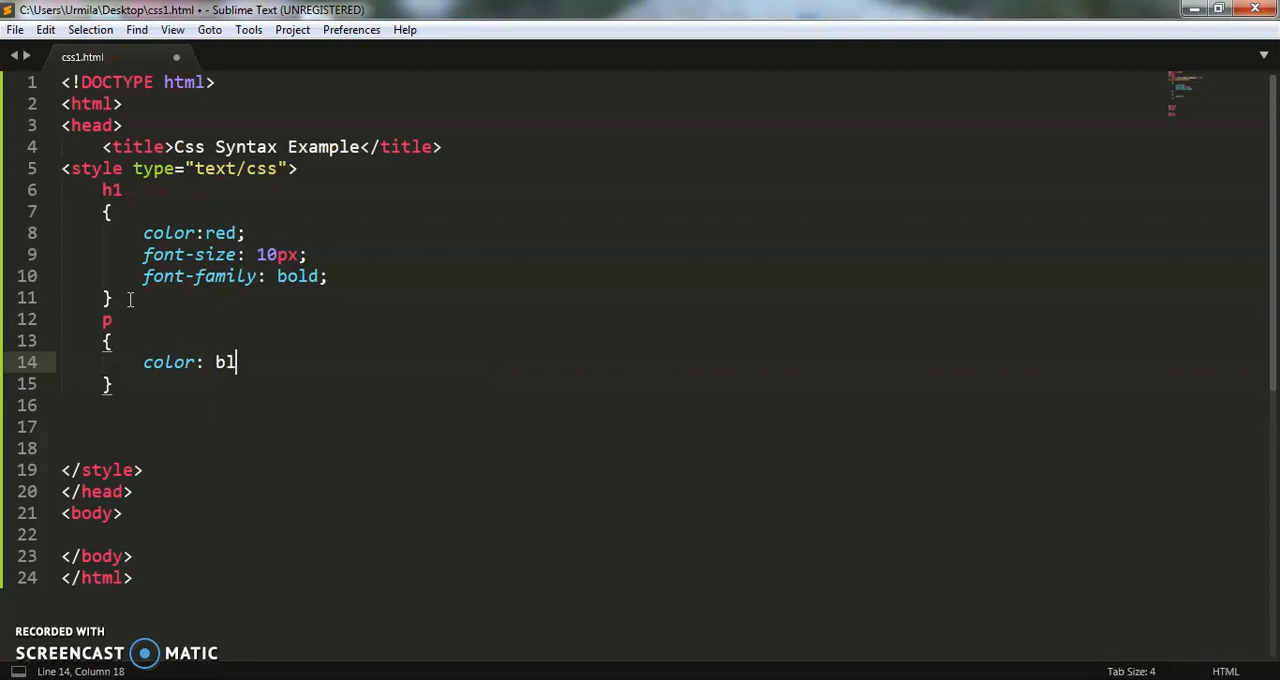 C:\Users\Urmila\Desktop\css1.html • - Sublime Text (UNREGISTERED)
File Edit Selection Find View Goto Tools Project Preferences Help
css1.html
1 <!DOCTYPE html>
2 <html>
3 <head>
4 <title>Css Syntax Example</title>
5 <style type="text/css">
6 h1
7 {
8 color:red;
9 font-size: 10px;
10 font-family: bold;
11 }
12 p
13 {
14 color: bl
15 }
16
17
18
19 </style>
20 </head>
21 <body>
22
23 </body>
24 </html>
RECORDED WITH
SCREENCAST MATIC
Line 14, Column 18 Tab Size: 4 HTML